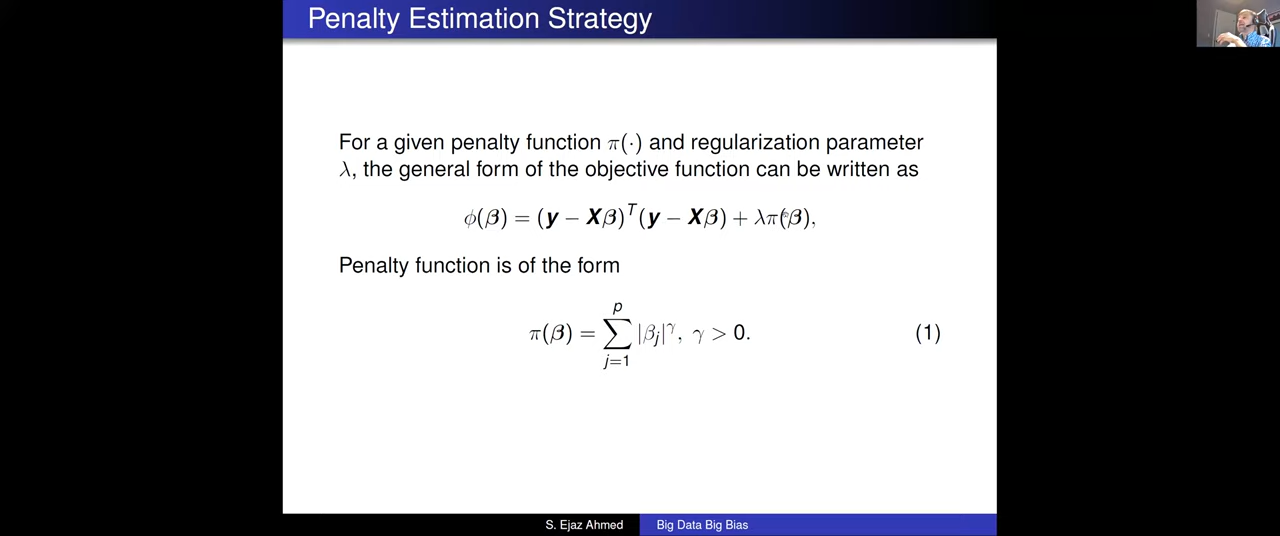 Penalty Estimation Strategy
For a given penalty function π(·) and regularization parameter
λ, the general form of the objective function can be written as
ϕ(β) = (y − Xβ)ᵀ(y − Xβ) + λπ(β),
Penalty function is of the form
π(β) = ∑_{j=1}^{p} |β_j|^γ, γ > 0. (1)
S. Ejaz Ahmed Big Data Big Bias